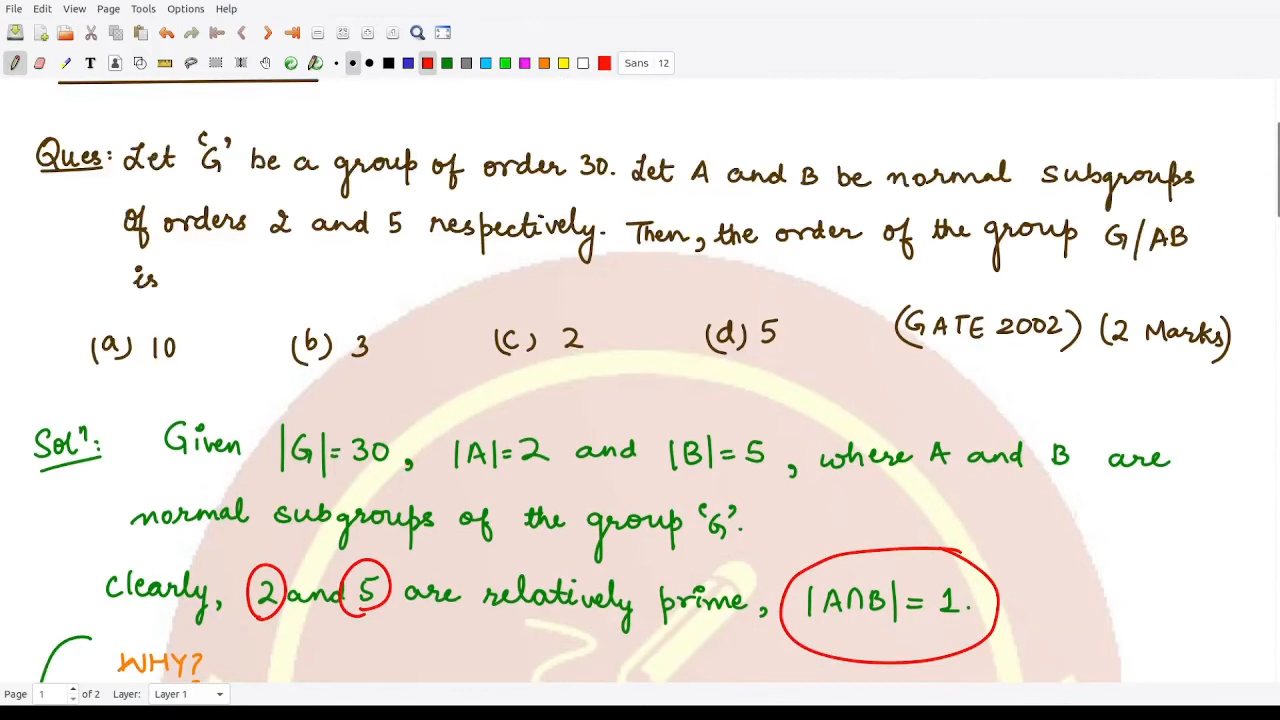 File Edit View Page Tools Options Help
Sans 12
Ques: Let 'G' be a group of order 30. Let A and B be normal subgroups
of orders 2 and 5 respectively. Then, the order of the group G/AB
is
(a) 10 (b) 3 (c) 2 (d) 5 (GATE 2002) (2 Marks)
Solⁿ: Given |G|= 30, |A|=2 and |B|=5, where A and B are
normal subgroups of the group 'G'.
Clearly, 2 and 5 are relatively prime, |A∩B|= 1.
WHY?
Page 1 of 2 Layer: Layer 1